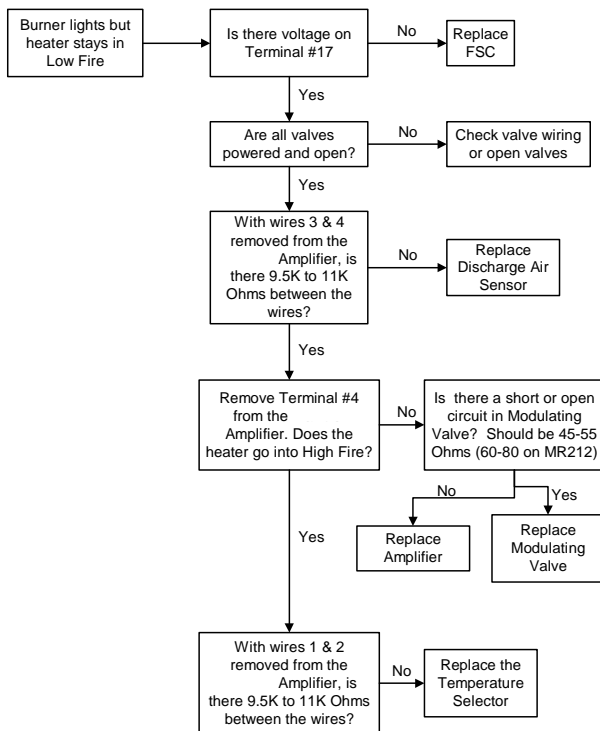 Burner lights but
heater stays in
Low Fire
Is there voltage on
Terminal #17
No
Replace
FSC
Yes
Are all valves
powered and open?
No
Check valve wiring
or open valves
Yes
With wires 3 & 4
removed from the
Amplifier, is
there 9.5K to 11K
Ohms between the
wires?
No
Replace
Discharge Air
Sensor
Yes
Remove Terminal #4
from the
Amplifier. Does the
heater go into High Fire?
No
Is there a short or open
circuit in Modulating
Valve? Should be 45-55
Ohms (60-80 on MR212)
No
Yes
Replace
Amplifier
Replace
Modulating
Valve
Yes
With wires 1 & 2
removed from the
Amplifier, is
there 9.5K to 11K Ohms
between the wires?
No
Replace the
Temperature
Selector